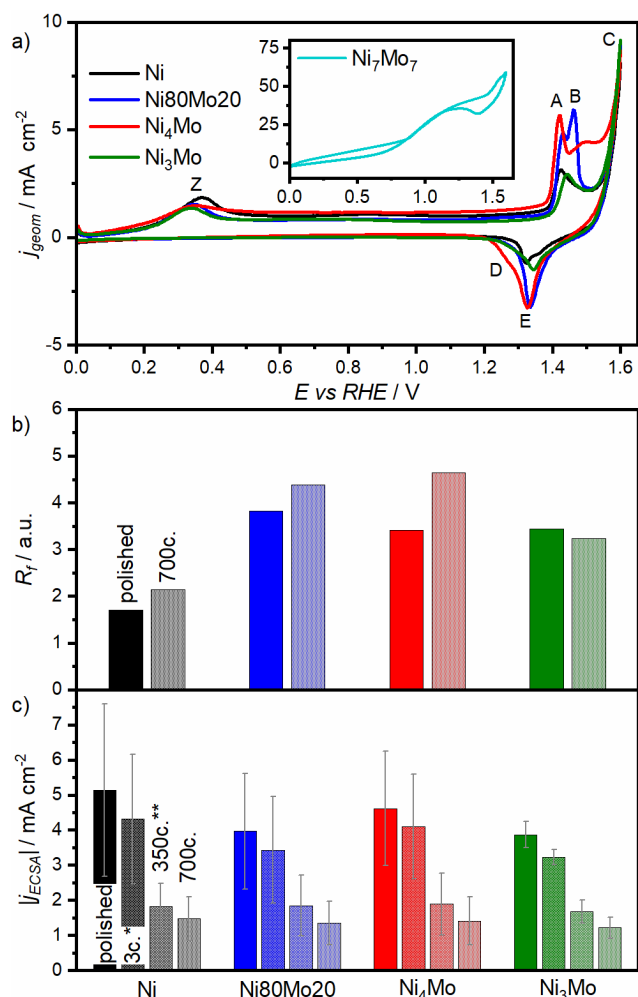 a)
10
5
0
-5
j_geom / mA cm⁻²
Ni
Ni80Mo20
Ni₄Mo
Ni₃Mo
Ni₇Mo₇
75
50
25
0
0.0 0.5 1.0 1.5
Z
A
B
C
D
E
0.0 0.2 0.4 0.6 0.8 1.0 1.2 1.4 1.6
E vs RHE / V
b)
6
5
4
3
2
1
0
R_f / a.u.
polished
700c.
c)
7
6
5
4
3
2
1
0
|j_ECSA| / mA cm⁻²
polished
3c. *
350c.**
700c.
Ni Ni80Mo20 Ni₄Mo Ni₃Mo